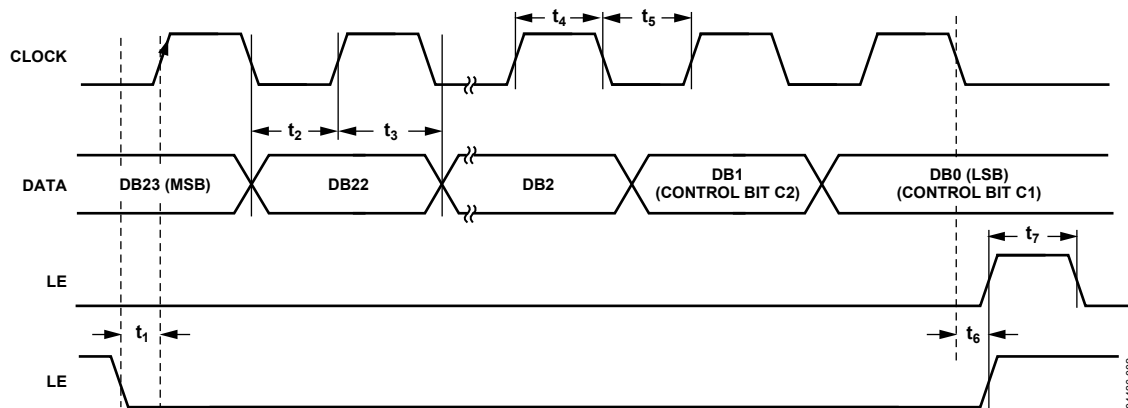 t4 t5
CLOCK
t2 t3
DATA
DB23 (MSB) DB22 DB2 DB1 DB0 (LSB)
(CONTROL BIT C2) (CONTROL BIT C1)
t7
LE
t1 t6
LE